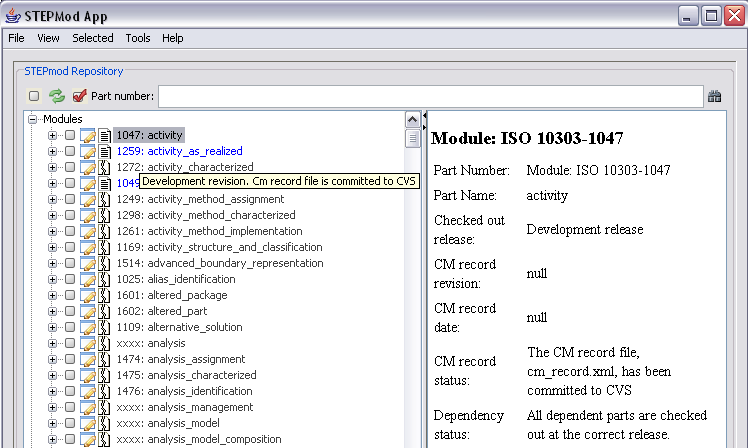 STEPMod App
File View Selected Tools Help
STEPmod Repository
Part number:
Modules
1047: activity
1259: activity_as_realized
1272: activity_characterized
1049
Development revision. Cm record file is committed to CVS
1249: activity_method_assignment
1298: activity_method_characterized
1261: activity_method_implementation
1169: activity_structure_and_classification
1514: advanced_boundary_representation
1025: alias_identification
1601: altered_package
1602: altered_part
1109: alternative_solution
xxxx: analysis
1474: analysis_assignment
1475: analysis_characterized
1476: analysis_identification
xxxx: analysis_management
xxxx: analysis_model
xxxx: analysis_model_composition
Module: ISO 10303-1047
Part Number: Module: ISO 10303-1047
Part Name: activity
Checked out
release:
Development release
CM record
revision:
null
CM record
date:
null
CM record
status:
The CM record file,
cm_record.xml, has been
committed to CVS
Dependency
status:
All dependent parts are checked
out at the correct release.